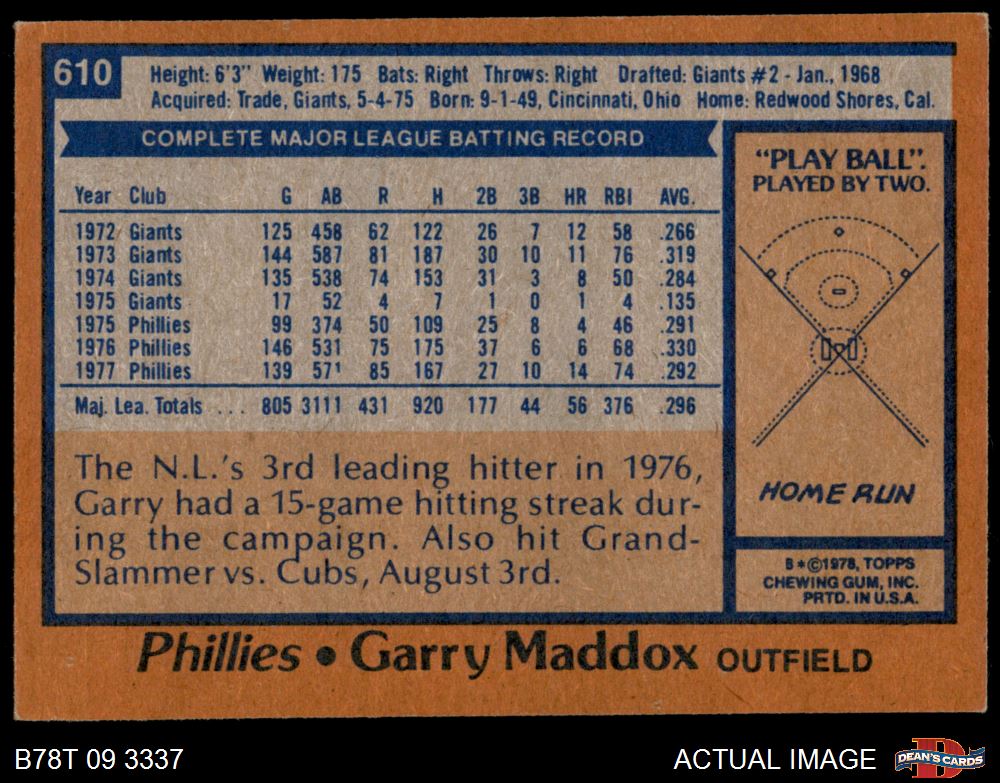 610
Height: 6'3" Weight: 175 Bats: Right Throws: Right Drafted: Giants #2 - Jan., 1968
Acquired: Trade, Giants, 5-4-75 Born: 9-1-49, Cincinnati, Ohio Home: Redwood Shores, Cal.
COMPLETE MAJOR LEAGUE BATTING RECORD
Year Club G AB R H 2B 3B HR RBI AVG.
1972 Giants 125 458 62 122 26 7 12 58 .266
1973 Giants 144 587 81 187 30 10 11 76 .319
1974 Giants 135 538 74 153 31 3 8 50 .284
1975 Giants 17 52 4 7 1 0 1 4 .135
1975 Phillies 99 374 50 109 25 8 4 46 .291
1976 Phillies 146 531 75 175 37 6 6 68 .330
1977 Phillies 139 571 85 167 27 10 14 74 .292
Maj. Lea. Totals ... 805 3111 431 920 177 44 56 376 .296
The N.L.'s 3rd leading hitter in 1976,
Garry had a 15-game hitting streak dur-
ing the campaign. Also hit Grand-
Slammer vs. Cubs, August 3rd.
"PLAY BALL".
PLAYED BY TWO.
HOME RUN
B*©1978, TOPPS
CHEWING GUM, INC.
PRTD. IN U.S.A.
Phillies • Garry Maddox OUTFIELD
B78T 09 3337
ACTUAL IMAGE
D
DEAN'S CARDS